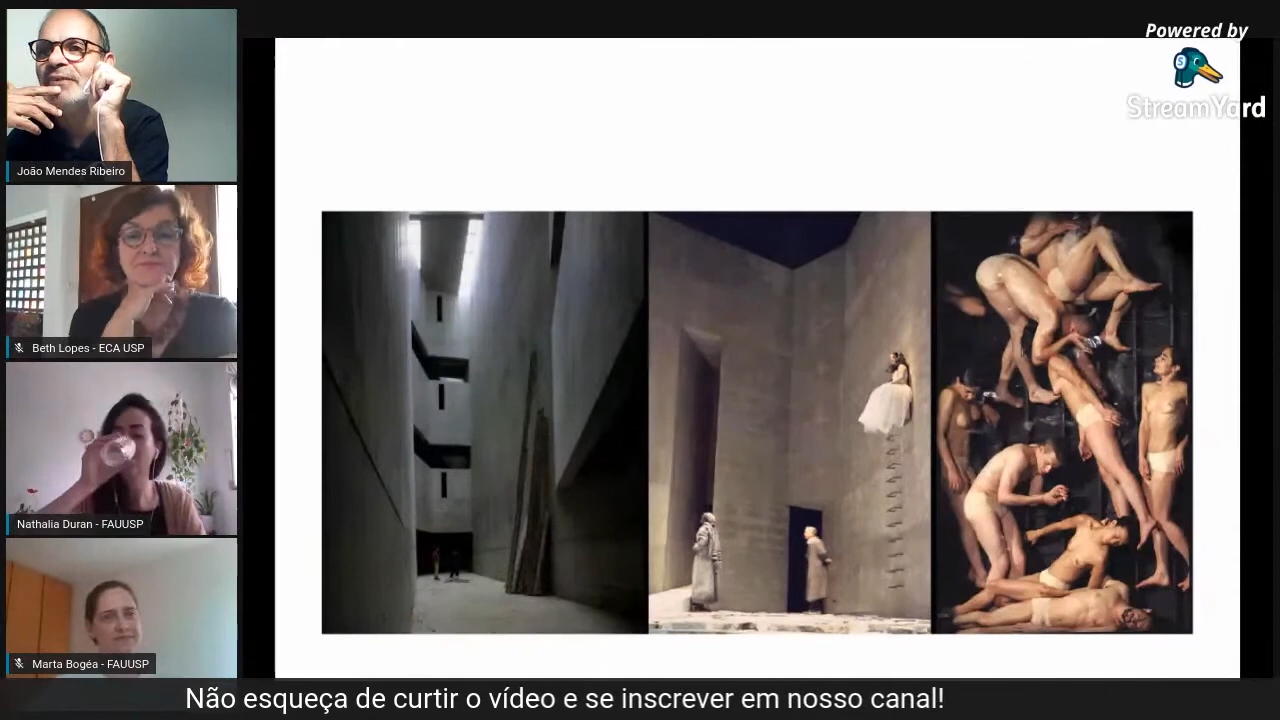 Powered by
StreamYard
João Mendes Ribeiro
Beth Lopes - ECA USP
Nathalia Duran - FAUUSP
Marta Bogéa - FAUUSP
Não esqueça de curtir o vídeo e se inscrever em nosso canal!